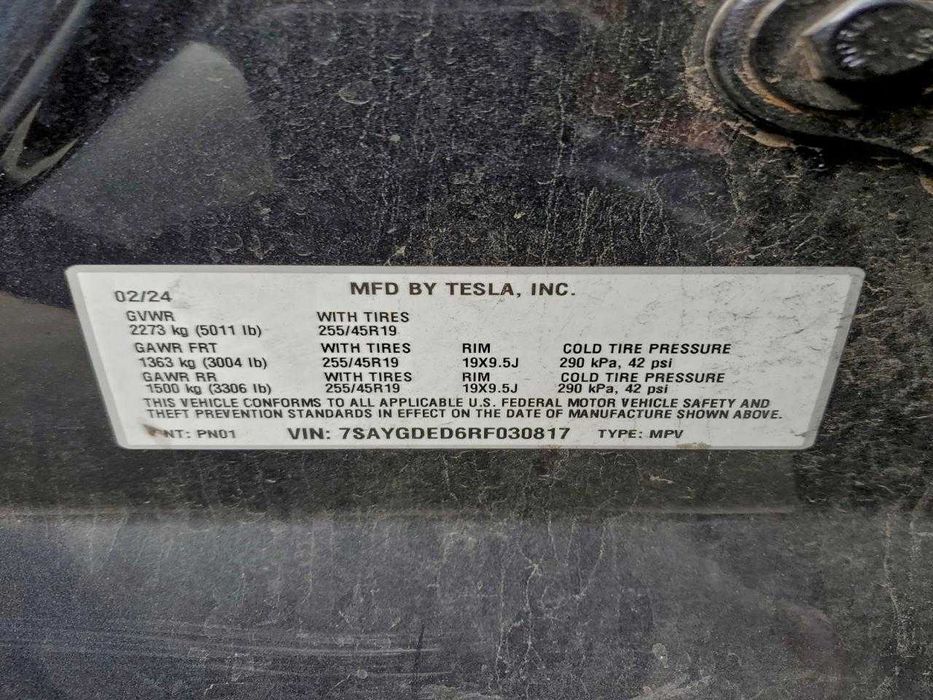 MFD BY TESLA, INC.
02/24
GVWR WITH TIRES
2273 kg (5011 lb) 255/45R19
GAWR FRT WITH TIRES RIM COLD TIRE PRESSURE
1363 kg (3004 lb) 255/45R19 19X9.5J 290 kPa, 42 psi
GAWR RR WITH TIRES RIM COLD TIRE PRESSURE
1500 kg (3306 lb) 255/45R19 19X9.5J 290 kPa, 42 psi
THIS VEHICLE CONFORMS TO ALL APPLICABLE U.S. FEDERAL MOTOR VEHICLE SAFETY AND
THEFT PREVENTION STANDARDS IN EFFECT ON THE DATE OF MANUFACTURE SHOWN ABOVE.
NT: PN01 VIN: 7SAYGDED6RF030817 TYPE: MPV